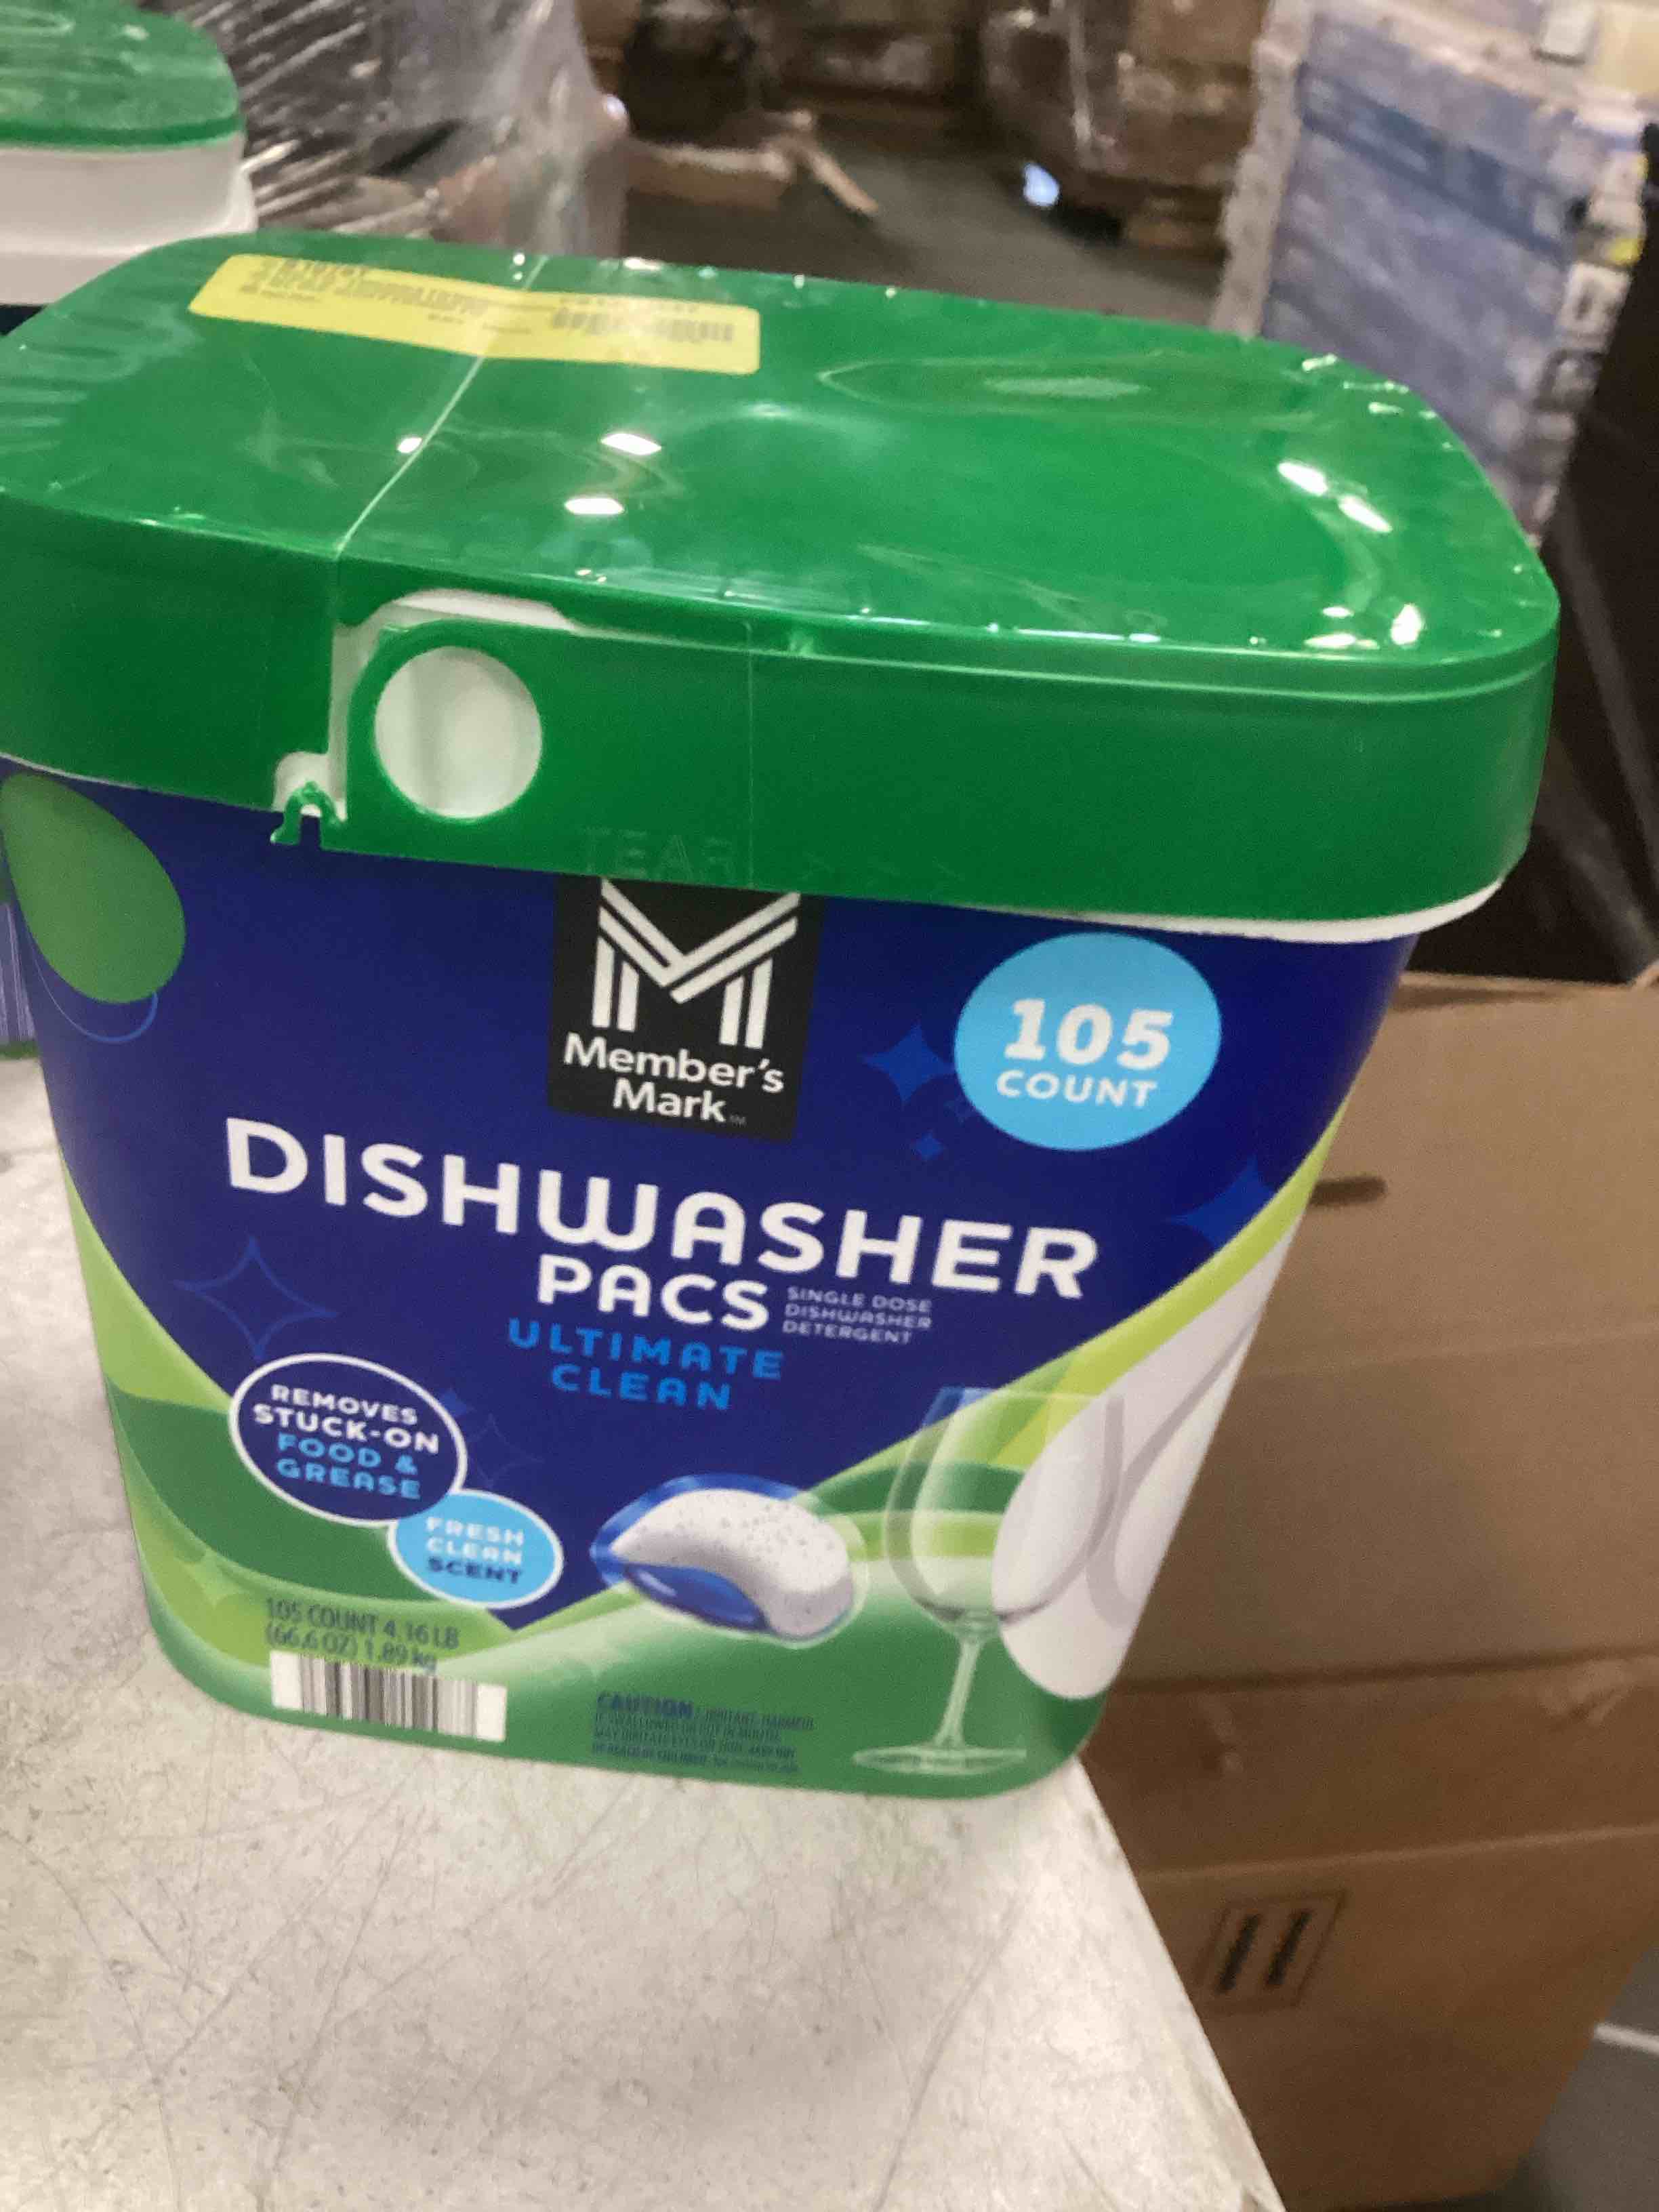 TEAR
Member's
Mark™
105
COUNT
DISHWASHER
PACS
SINGLE DOSE
DISHWASHER
DETERGENT
ULTIMATE
CLEAN
REMOVES
STUCK-ON
FOOD &
GREASE
FRESH
CLEAN
SCENT
105 COUNT 4.16 LB
(66.6 OZ) 1.89 kg
CAUTION